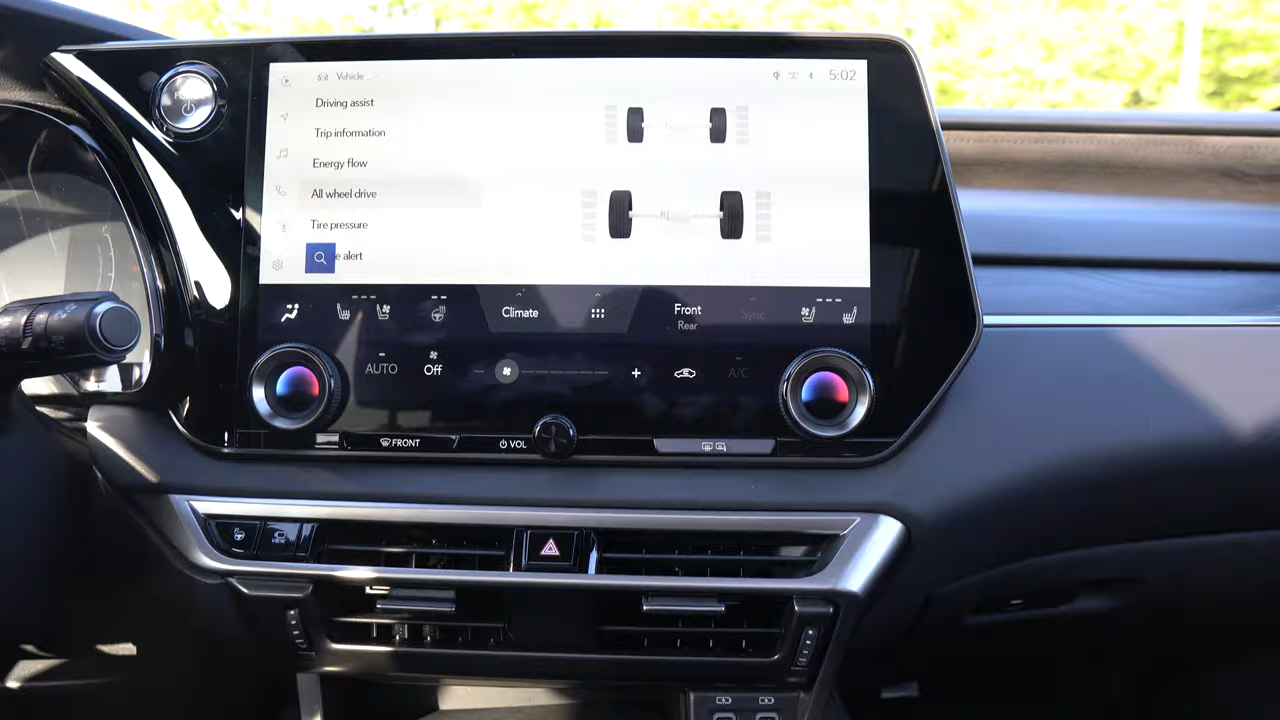 Vehicle
5:02
Driving assist
Trip information
Energy flow
All wheel drive
Tire pressure
e alert
Climate
Front
Sync
Rear
AUTO
Off
A/C
FRONT
VOL
VIEW